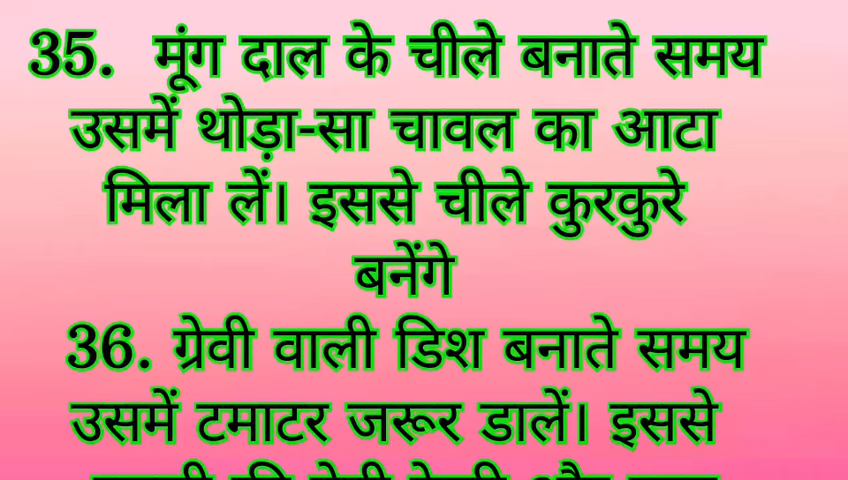 35. मूंग दाल के चीले बनाते समय
उसमें थोड़ा-सा चावल का आटा
मिला लें। इससे चीले कुरकुरे
बनेंगे
36. ग्रेवी वाली डिश बनाते समय
उसमें टमाटर जरूर डालें। इससे